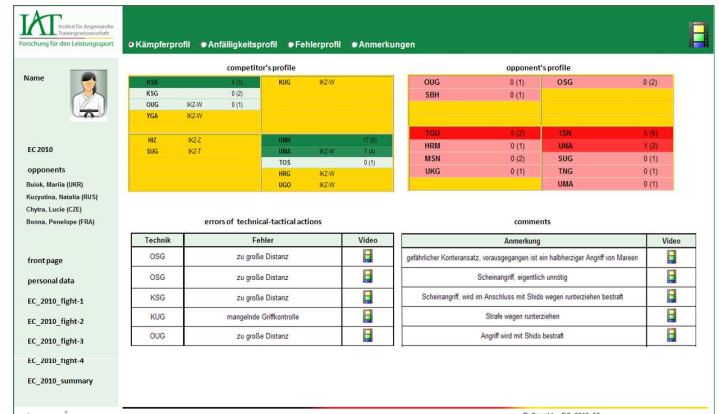 IAT
Institut für Angewandte
Trainingswissenschaft
Forschung für den Leistungssport
Kämpferprofil Anfälligkeitsprofil Fehlerprofil Anmerkungen
Name
EC 2010
opponents
Buiok, Mariia (UKR)
Kuzyutina, Natalia (RUS)
Chytra, Lucie (CZE)
Bonna, Penelope (FRA)
front page
personal data
EC_2010_fight-1
EC_2010_fight-2
EC_2010_fight-3
EC_2010_fight-4
EC_2010_summary
competitor's profile
KSK 5 (1) KUG IKZ-W
KSG 0 (2)
OUG IKZ-W 0 (1)
YGA IKZ-W
HIZ IKZ-Z UMK 17 (6)
SUG IKZ-T UMA IKZ-W 7 (4)
TOS 0 (1)
HRG IKZ-W
UGO IKZ-W
opponent's profile
OUG 0 (1) OSG 0 (2)
SBH 0 (1)
TGU 5 (2) ISN 5 (6)
HRM 0 (1) UNA 1 (2)
MSN 0 (2) SUG 0 (1)
UKG 0 (1) TNG 0 (1)
UMA 0 (1)
errors of technical-tactical actions
Technik Fehler Video
OSG zu große Distanz
OSG zu große Distanz
KSG zu große Distanz
KUG mangelnde Griffkontrolle
OUG zu große Distanz
comments
Anmerkung Video
gefährlicher Konteransatz, vorausgegangen ist ein halbherziger Angriff von Mareen
Scheinangriff, eigentlich unnötig
Scheinangriff, wird im Anschluss mit Shido wegen runterziehen bestraft
Strafe wegen runterziehen
Angriff wird mit Shido bestraft